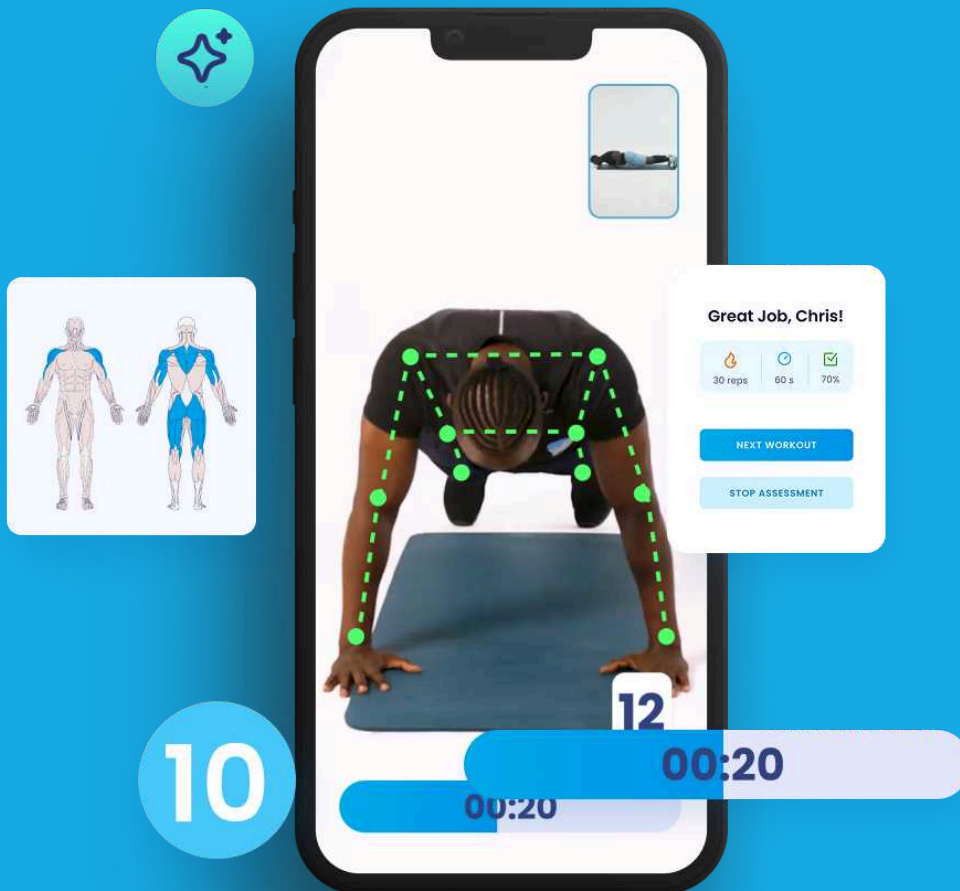 Great Job, Chris!
30 reps
60 s
70%
NEXT WORKOUT
STOP ASSESSMENT
12
10
00:20
00:20